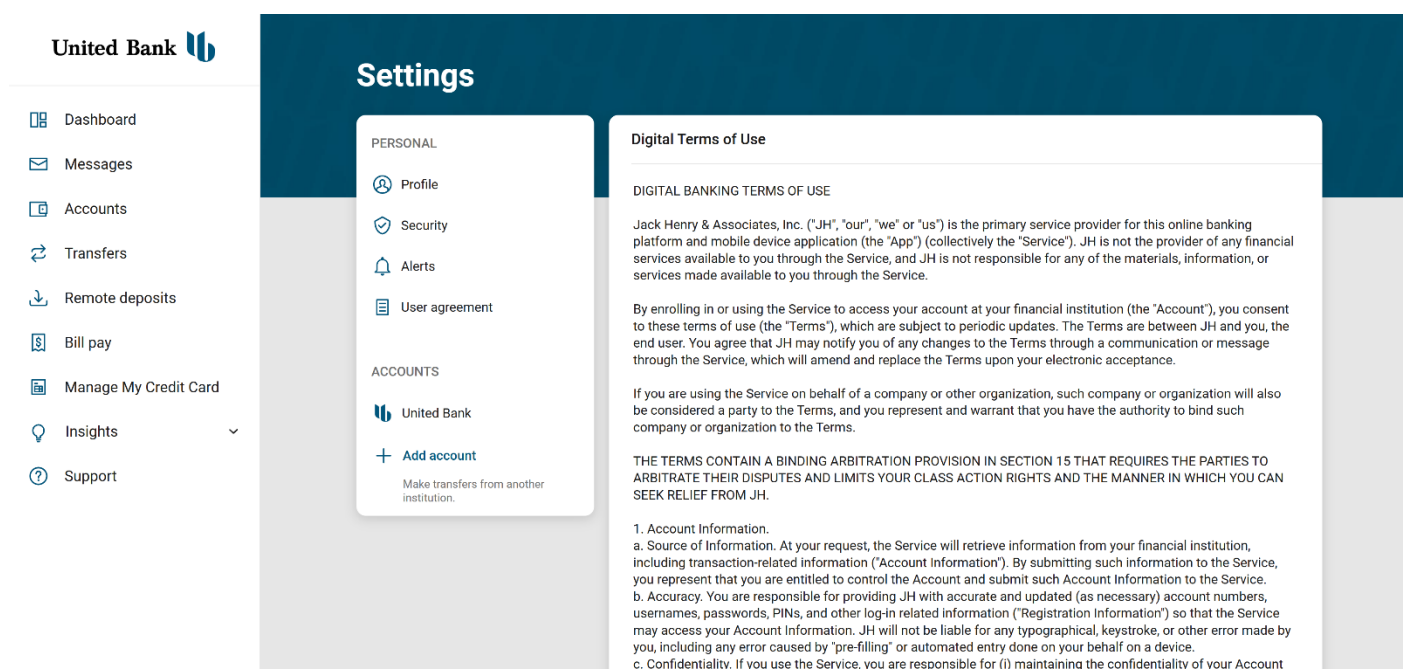 United Bank
Dashboard
Messages
Accounts
Transfers
Remote deposits
Bill pay
Manage My Credit Card
Insights
Support
Settings
PERSONAL
Profile
Security
Alerts
User agreement
ACCOUNTS
United Bank
Add account
Make transfers from another
institution.
Digital Terms of Use
DIGITAL BANKING TERMS OF USE
Jack Henry & Associates, Inc. ("JH", "our", "we" or "us") is the primary service provider for this online banking
platform and mobile device application (the "App") (collectively the "Service"). JH is not the provider of any financial
services available to you through the Service, and JH is not responsible for any of the materials, information, or
services made available to you through the Service.
By enrolling in or using the Service to access your account at your financial institution (the "Account"), you consent
to these terms of use (the "Terms"), which are subject to periodic updates. The Terms are between JH and you, the
end user. You agree that JH may notify you of any changes to the Terms through a communication or message
through the Service, which will amend and replace the Terms upon your electronic acceptance.
If you are using the Service on behalf of a company or other organization, such company or organization will also
be considered a party to the Terms, and you represent and warrant that you have the authority to bind such
company or organization to the Terms.
THE TERMS CONTAIN A BINDING ARBITRATION PROVISION IN SECTION 15 THAT REQUIRES THE PARTIES TO
ARBITRATE THEIR DISPUTES AND LIMITS YOUR CLASS ACTION RIGHTS AND THE MANNER IN WHICH YOU CAN
SEEK RELIEF FROM JH.
1. Account Information.
a. Source of Information. At your request, the Service will retrieve information from your financial institution,
including transaction-related information ("Account Information"). By submitting such information to the Service,
you represent that you are entitled to control the Account and submit such Account Information to the Service.
b. Accuracy. You are responsible for providing JH with accurate and updated (as necessary) account numbers,
usernames, passwords, PINs, and other log-in related information ("Registration Information") so that the Service
may access your Account Information. JH will not be liable for any typographical, keystroke, or other error made by
you, including any error caused by "pre-filling" or automated entry done on your behalf on a device.
c. Confidentiality. If you use the Service, you are responsible for (i) maintaining the confidentiality of your Account